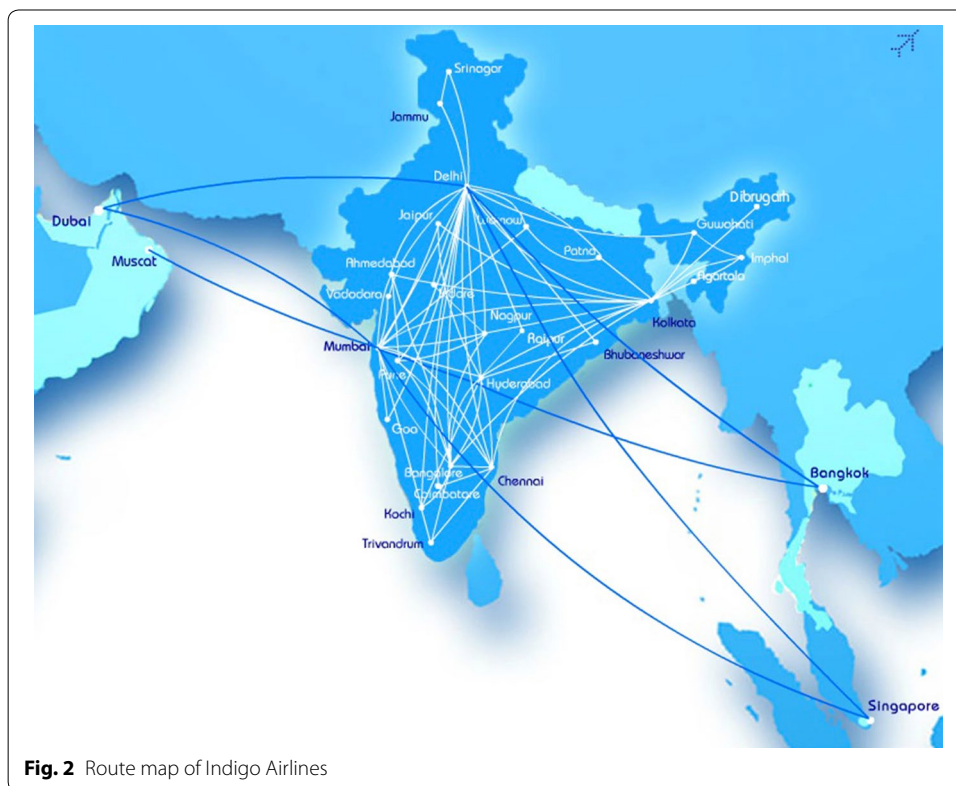 Srinagar
Jammu
Delhi
Dubai
Jaipur
Lucknow
Dibrugarh
Guwahati
Muscat
Ahmedabad
Patna
Imphal
Agartala
Vadodara
Indore
Nagpur
Kolkata
Mumbai
Raipur
Bhubaneshwar
Pune
Hyderabad
Goa
Bangalore
Chennai
Bangkok
Coimbatore
Kochi
Trivandrum
Singapore
Fig. 2 Route map of Indigo Airlines